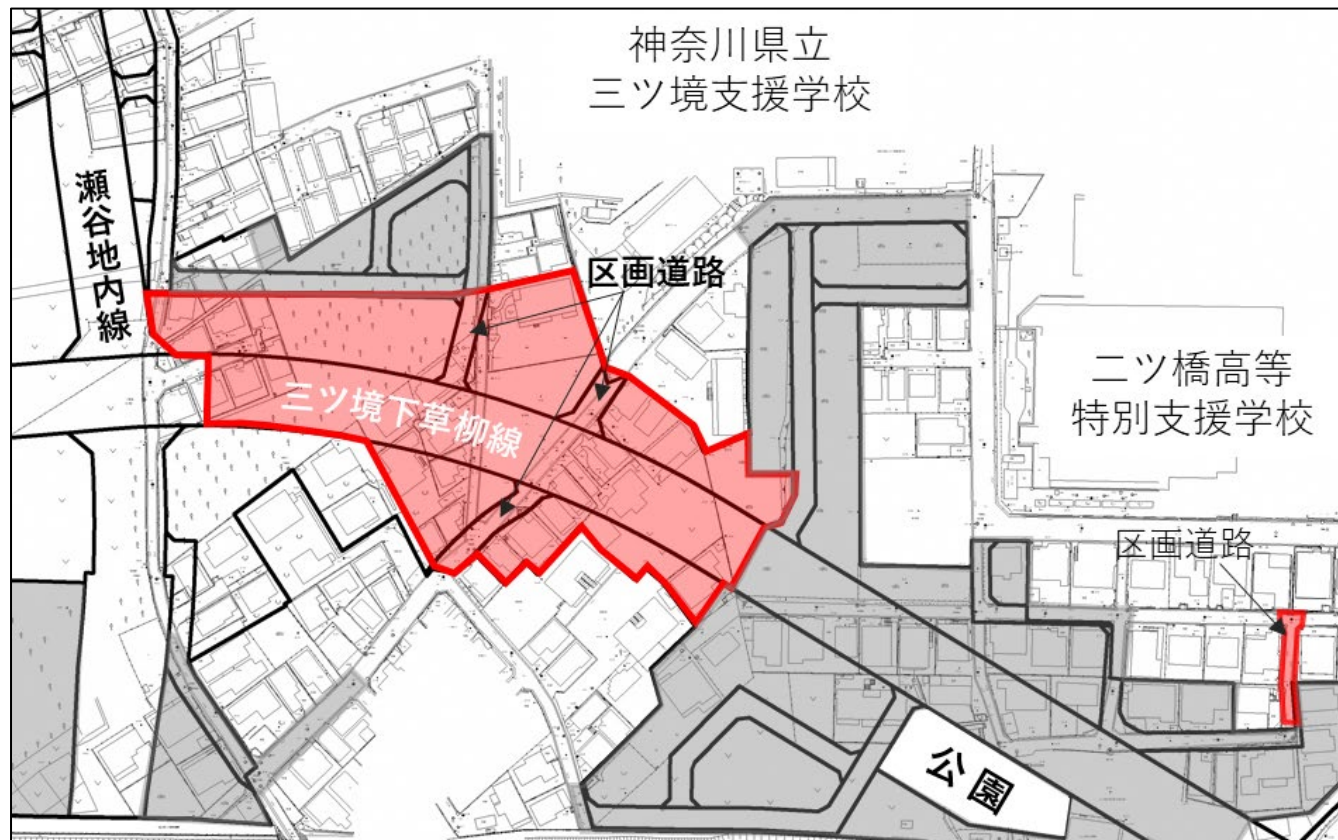 神奈川県立
三ツ境支援学校
瀬谷地内線
区画道路
二ツ橋高等
特別支援学校
三ツ境下草柳線
区画道路
公園